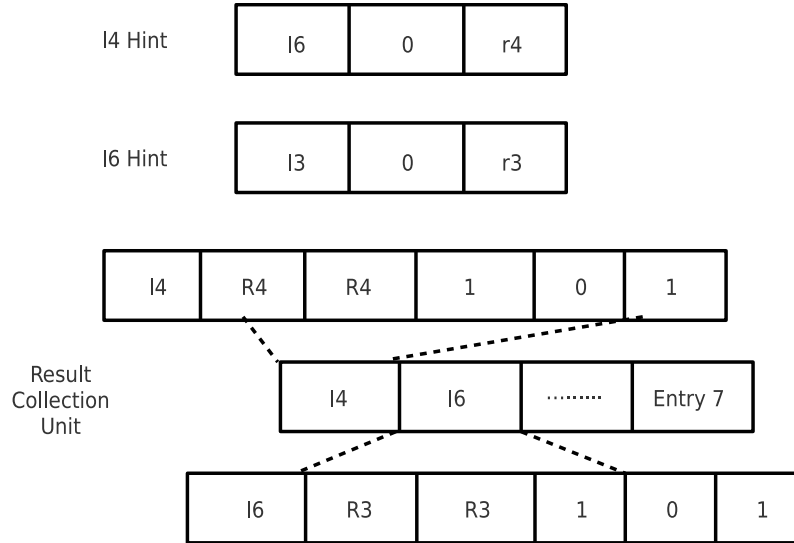 I4 Hint I6 0 r4
I6 Hint I3 0 r3
I4 R4 R4 1 0 1
Result
Collection
Unit
I4 I6 ......... Entry 7
I6 R3 R3 1 0 1